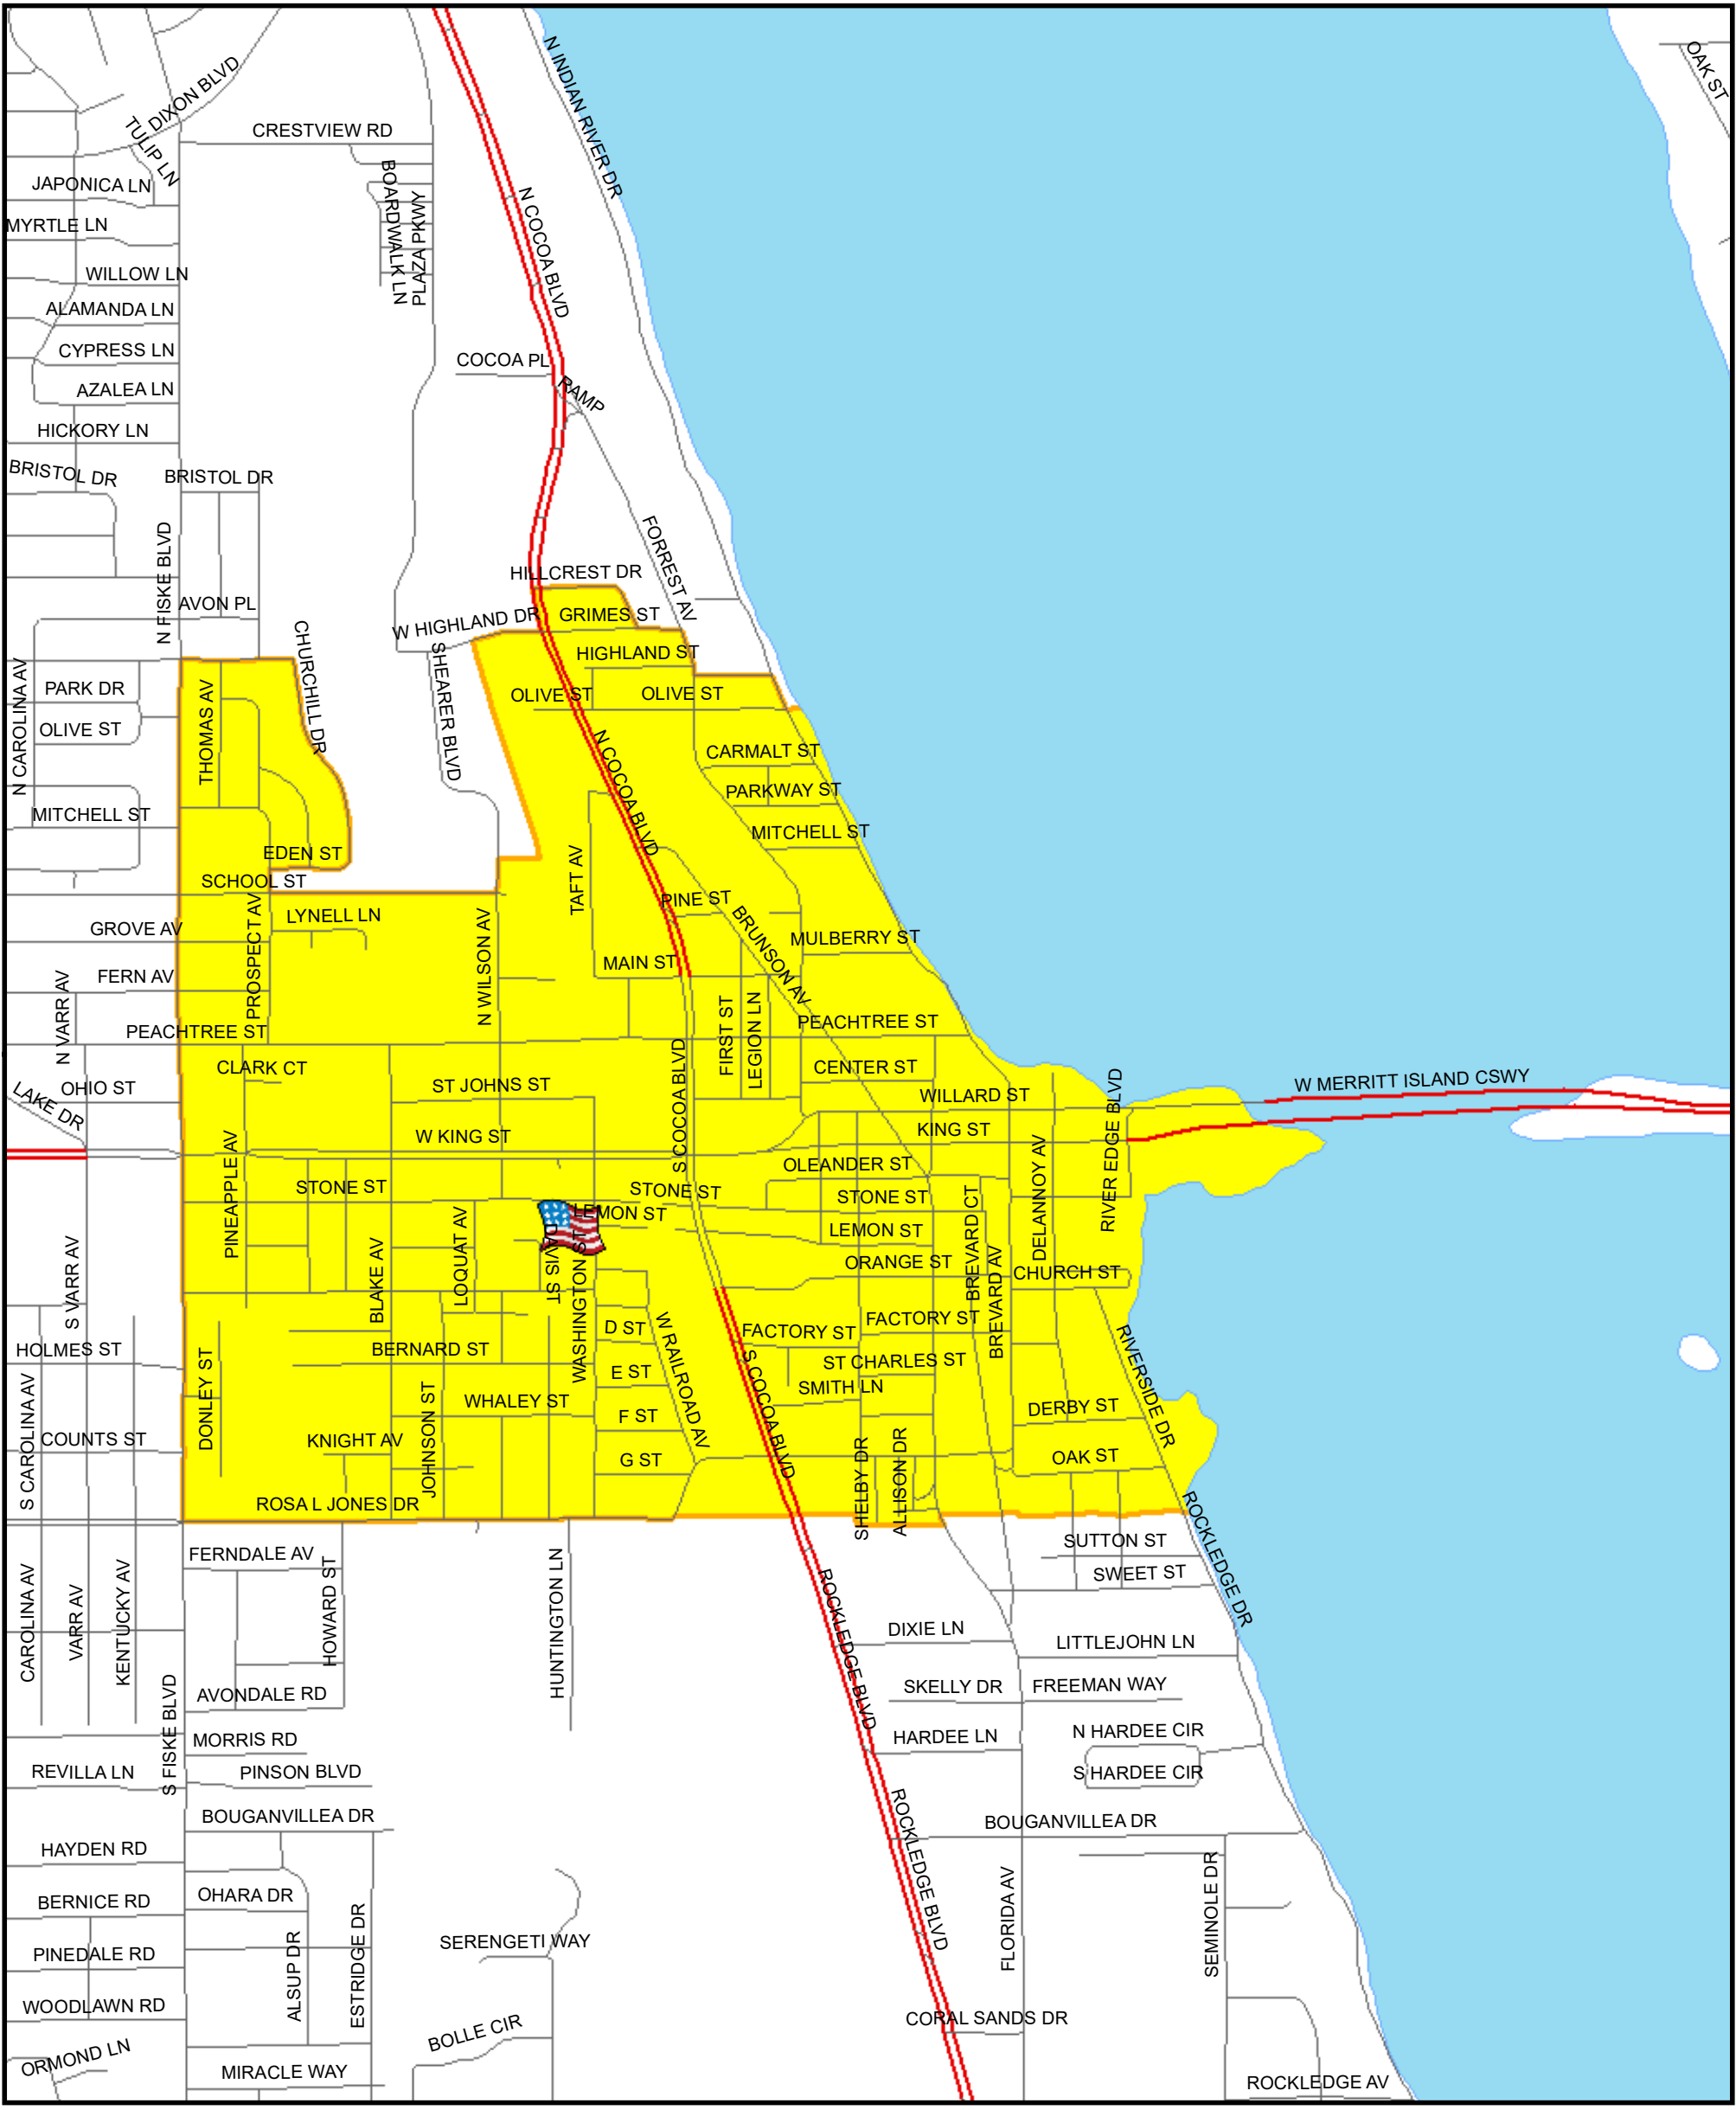 OAK ST
N INDIAN RIVER DR
DIXON BLVD
TULIP LN
CRESTVIEW RD
JAPONICA LN
BOARDWALK LN
PLAZA PKWY
N COCOA BLVD
MYRTLE LN
WILLOW LN
ALAMANDA LN
CYPRESS LN
COCOA PL
RAMP
AZALEA LN
HICKORY LN
BRISTOL DR
BRISTOL DR
N FISKE BLVD
FORREST AV
HILLCREST DR
AVON PL
W HIGHLAND DR
GRIMES ST
CHURCHILL DR
SHEARER BLVD
HIGHLAND ST
N CAROLINA AV
PARK DR
THOMAS AV
OLIVE ST
OLIVE ST
OLIVE ST
N COCOA BLVD
CARMALT ST
PARKWAY ST
MITCHELL ST
MITCHELL ST
EDEN ST
SCHOOL ST
TAFT AV
PINE ST
BRUNSON AV
LYNELL LN
PROSPECT AV
N WILSON AV
GROVE AV
MULBERRY ST
MAIN ST
FERN AV
N VARR AV
FIRST ST
LEGION LN
PEACHTREE ST
PEACHTREE ST
CLARK CT
CENTER ST
S COCOA BLVD
OHIO ST
LAKE DR
ST JOHNS ST
WILLARD ST
RIVER EDGE BLVD
W MERRITT ISLAND CSWY
W KING ST
KING ST
PINEAPPLE AV
OLEANDER ST
DELANNOY AV
STONE ST
STONE ST
STONE ST
BREVARD CT
LEMON ST
LEMON ST
LOQUAT AV
DAVIS ST
WASHINGTON ST
BLAKE AV
S VARR AV
ORANGE ST
BREVARD AV
CHURCH ST
D ST
W RAILROAD AV
FACTORY ST
FACTORY ST
RIVERSIDE DR
HOLMES ST
DONLEY ST
BERNARD ST
E ST
S COCOA BLVD
ST CHARLES ST
SMITH LN
S CAROLINA AV
JOHNSON ST
WHALEY ST
F ST
DERBY ST
COUNTS ST
KNIGHT AV
G ST
SHELBY DR
ALLISON DR
OAK ST
ROSA L JONES DR
ROCKLEDGE DR
SUTTON ST
SWEET ST
FERNDALE AV
HOWARD ST
HUNTINGTON LN
CAROLINA AV
VARR AV
KENTUCKY AV
ROCKLEDGE BLVD
DIXIE LN
LITTLEJOHN LN
S FISKE BLVD
AVONDALE RD
SKELLY DR
FREEMAN WAY
MORRIS RD
HARDEE LN
N HARDEE CIR
REVILLA LN
PINSON BLVD
S HARDEE CIR
BOUGANVILLEA DR
ROCKLEDGE BLVD
BOUGANVILLEA DR
HAYDEN RD
FLORIDA AV
SEMINOLE DR
BERNICE RD
OHARA DR
ALSUP DR
ESTRIDGE DR
SERENGETI WAY
PINEDALE RD
WOODLAWN RD
BOLLE CIR
CORAL SANDS DR
ORMOND LN
MIRACLE WAY
ROCKLEDGE AV